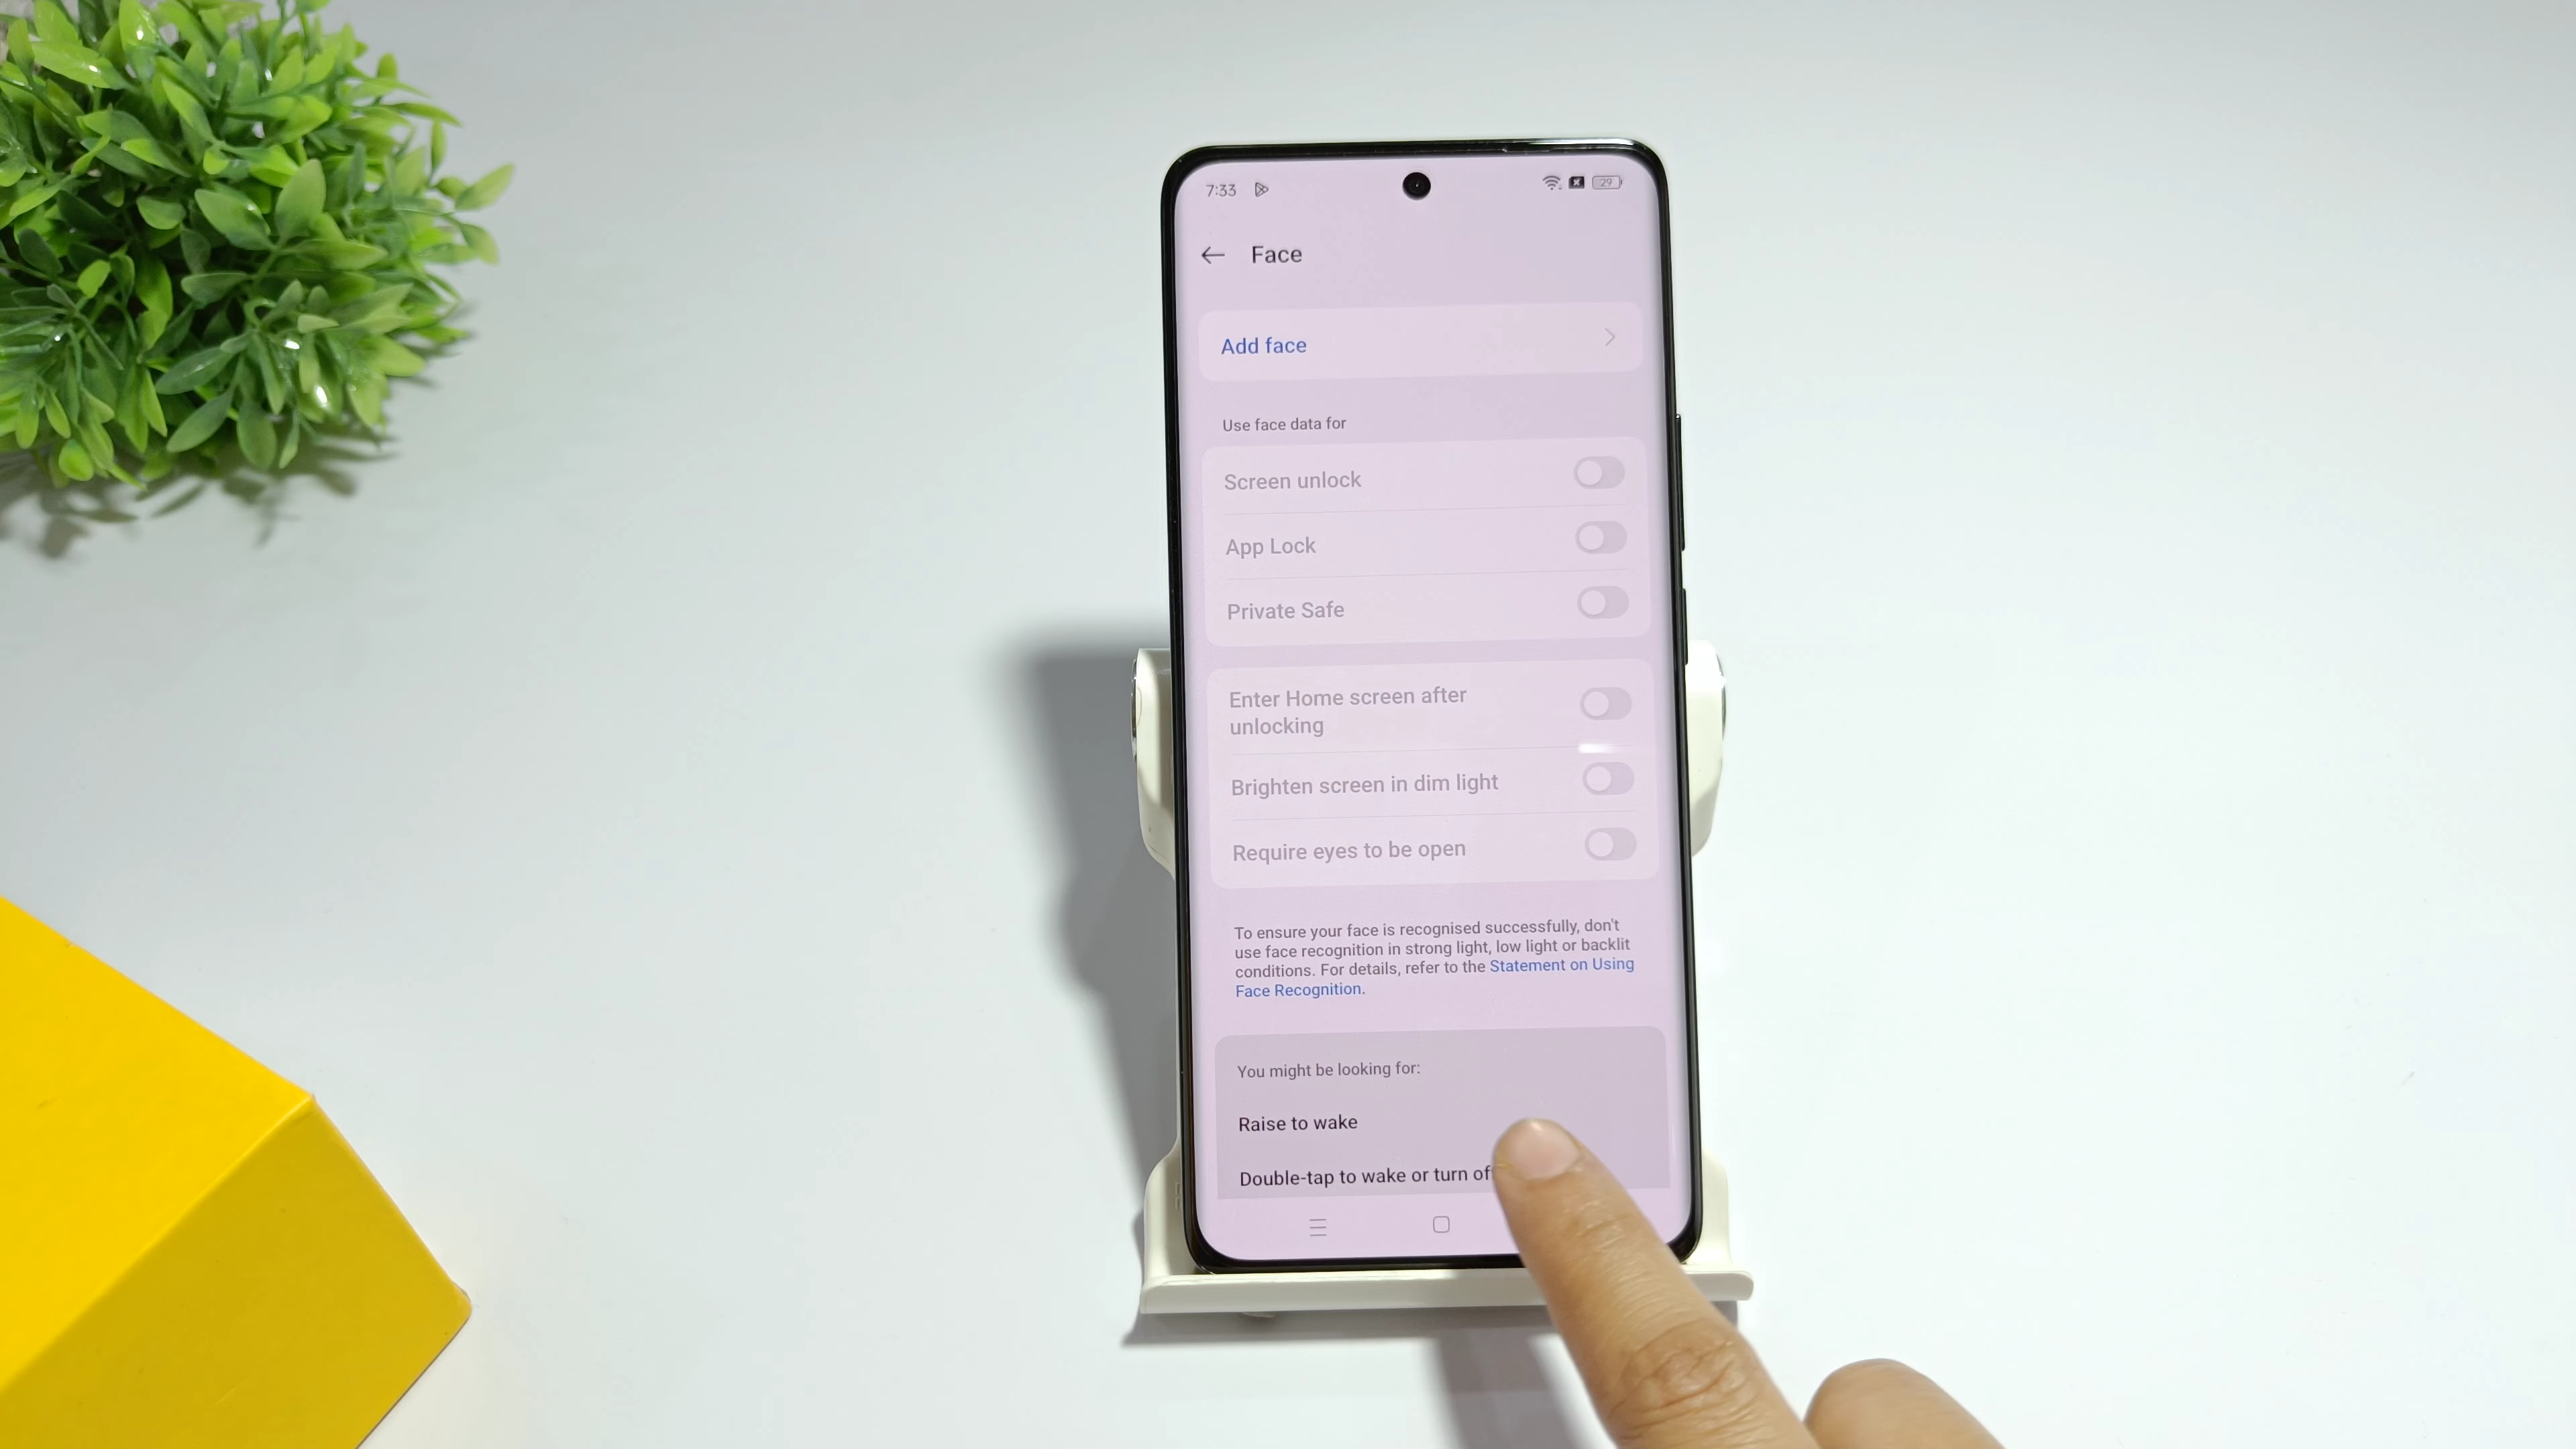 7:33
29
Face
Add face
Use face data for
Screen unlock
App Lock
Private Safe
Enter Home screen after
unlocking
Brighten screen in dim light
Require eyes to be open
To ensure your face is recognised successfully, don't
use face recognition in strong light, low light or backlit
conditions. For details, refer to the Statement on Using
Face Recognition.
You might be looking for:
Raise to wake
Double-tap to wake or turn off